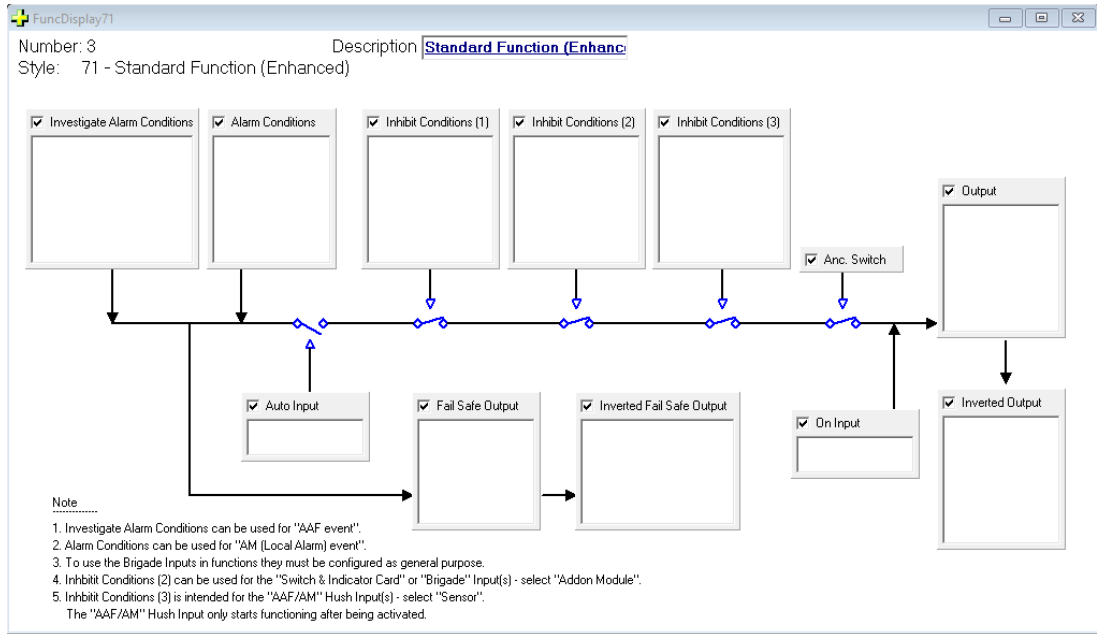 FuncDisplay71
Number: 3
Description Standard Function (Enhanc
Style: 71 - Standard Function (Enhanced)
Investigate Alarm Conditions
Alarm Conditions
Inhibit Conditions (1)
Inhibit Conditions (2)
Inhibit Conditions (3)
Output
Anc. Switch
Auto Input
Fail Safe Output
Inverted Fail Safe Output
On Input
Inverted Output
Note
1. Investigate Alarm Conditions can be used for "AAF event".
2. Alarm Conditions can be used for "AM (Local Alarm) event".
3. To use the Brigade Inputs in functions they must be configured as general purpose.
4. Inhbitit Conditions (2) can be used for the "Switch & Indicator Card" or "Brigade" Input(s) - select "Addon Module".
5. Inhbitit Conditions (3) is intended for the "AAF/AM" Hush Input(s) - select "Sensor".
The "AAF/AM" Hush Input only starts functioning after being activated.